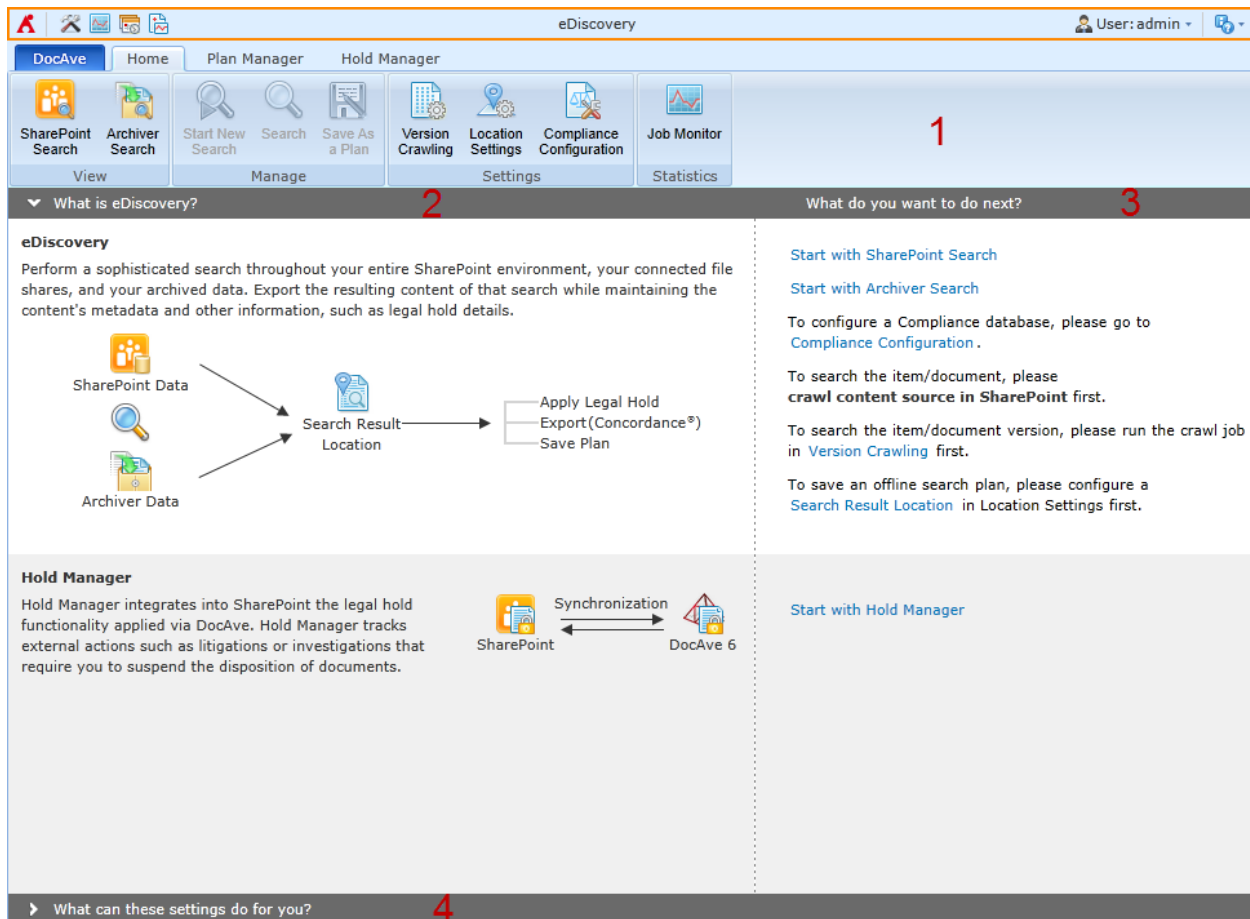 eDiscovery
User: admin
DocAve Home Plan Manager Hold Manager
SharePoint Search
Archiver Search
Start New Search
Search
Save As a Plan
Version Crawling
Location Settings
Compliance Configuration
Job Monitor
1
View Manage Settings Statistics
What is eDiscovery? 2
What do you want to do next? 3
eDiscovery
Perform a sophisticated search throughout your entire SharePoint environment, your connected file
shares, and your archived data. Export the resulting content of that search while maintaining the
content's metadata and other information, such as legal hold details.
SharePoint Data
Archiver Data
Search Result
Location
Apply Legal Hold
Export(Concordance®)
Save Plan
Start with SharePoint Search
Start with Archiver Search
To configure a Compliance database, please go to
Compliance Configuration .
To search the item/document, please
crawl content source in SharePoint first.
To search the item/document version, please run the crawl job
in Version Crawling first.
To save an offline search plan, please configure a
Search Result Location in Location Settings first.
Hold Manager
Hold Manager integrates into SharePoint the legal hold
functionality applied via DocAve. Hold Manager tracks
external actions such as litigations or investigations that
require you to suspend the disposition of documents.
Synchronization
SharePoint
DocAve 6
Start with Hold Manager
What can these settings do for you? 4